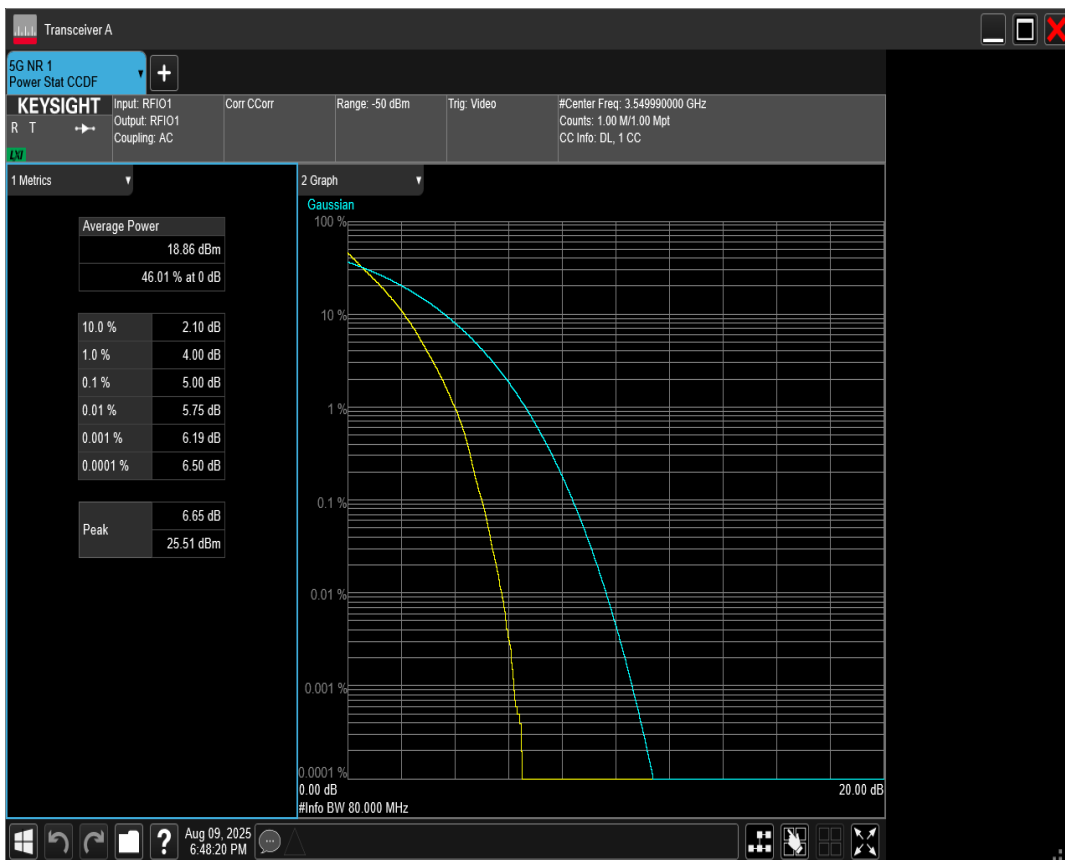 Transceiver A
5G NR 1
Power Stat CCDF
+
KEYSIGHT
R T
LXI
Input: RFIO1
Output: RFIO1
Coupling: AC
Corr CCorr
Range: -50 dBm
Trig: Video
#Center Freq: 3.549990000 GHz
Counts: 1.00 M/1.00 Mpt
CC Info: DL, 1 CC
1 Metrics
Average Power
18.86 dBm
46.01 % at 0 dB
10.0 % 2.10 dB
1.0 % 4.00 dB
0.1 % 5.00 dB
0.01 % 5.75 dB
0.001 % 6.19 dB
0.0001 % 6.50 dB
Peak 6.65 dB
25.51 dBm
2 Graph
Gaussian
100 %
10 %
1 %
0.1 %
0.01 %
0.001 %
0.0001 %
0.00 dB 20.00 dB
#Info BW 80.000 MHz
?
Aug 09, 2025
6:48:20 PM